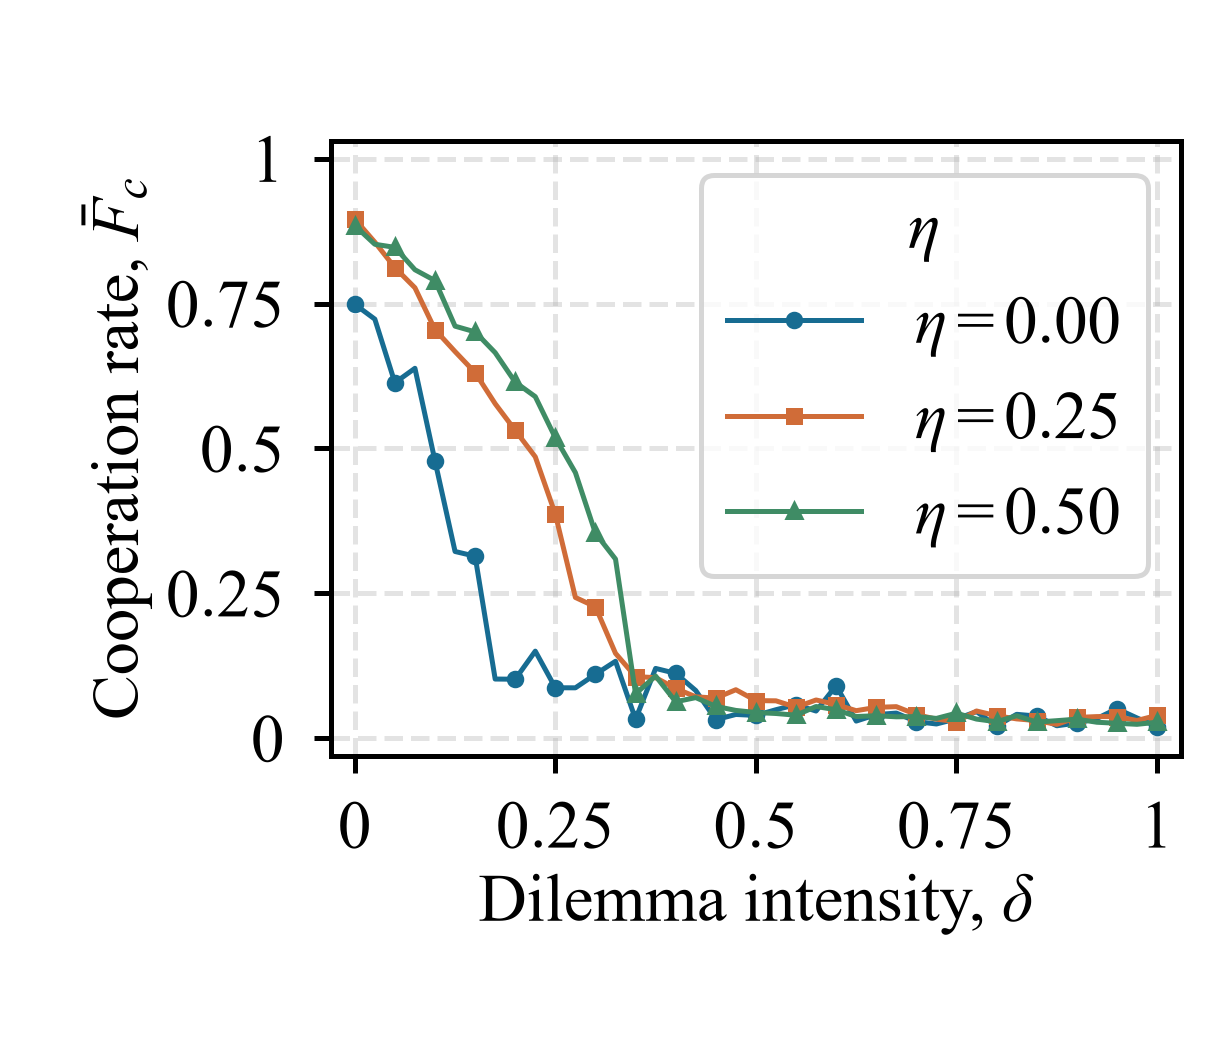 Cooperation rate, F̄_c
1
0.75
0.5
0.25
0
η
η = 0.00
η = 0.25
η = 0.50
0 0.25 0.5 0.75 1
Dilemma intensity, δ